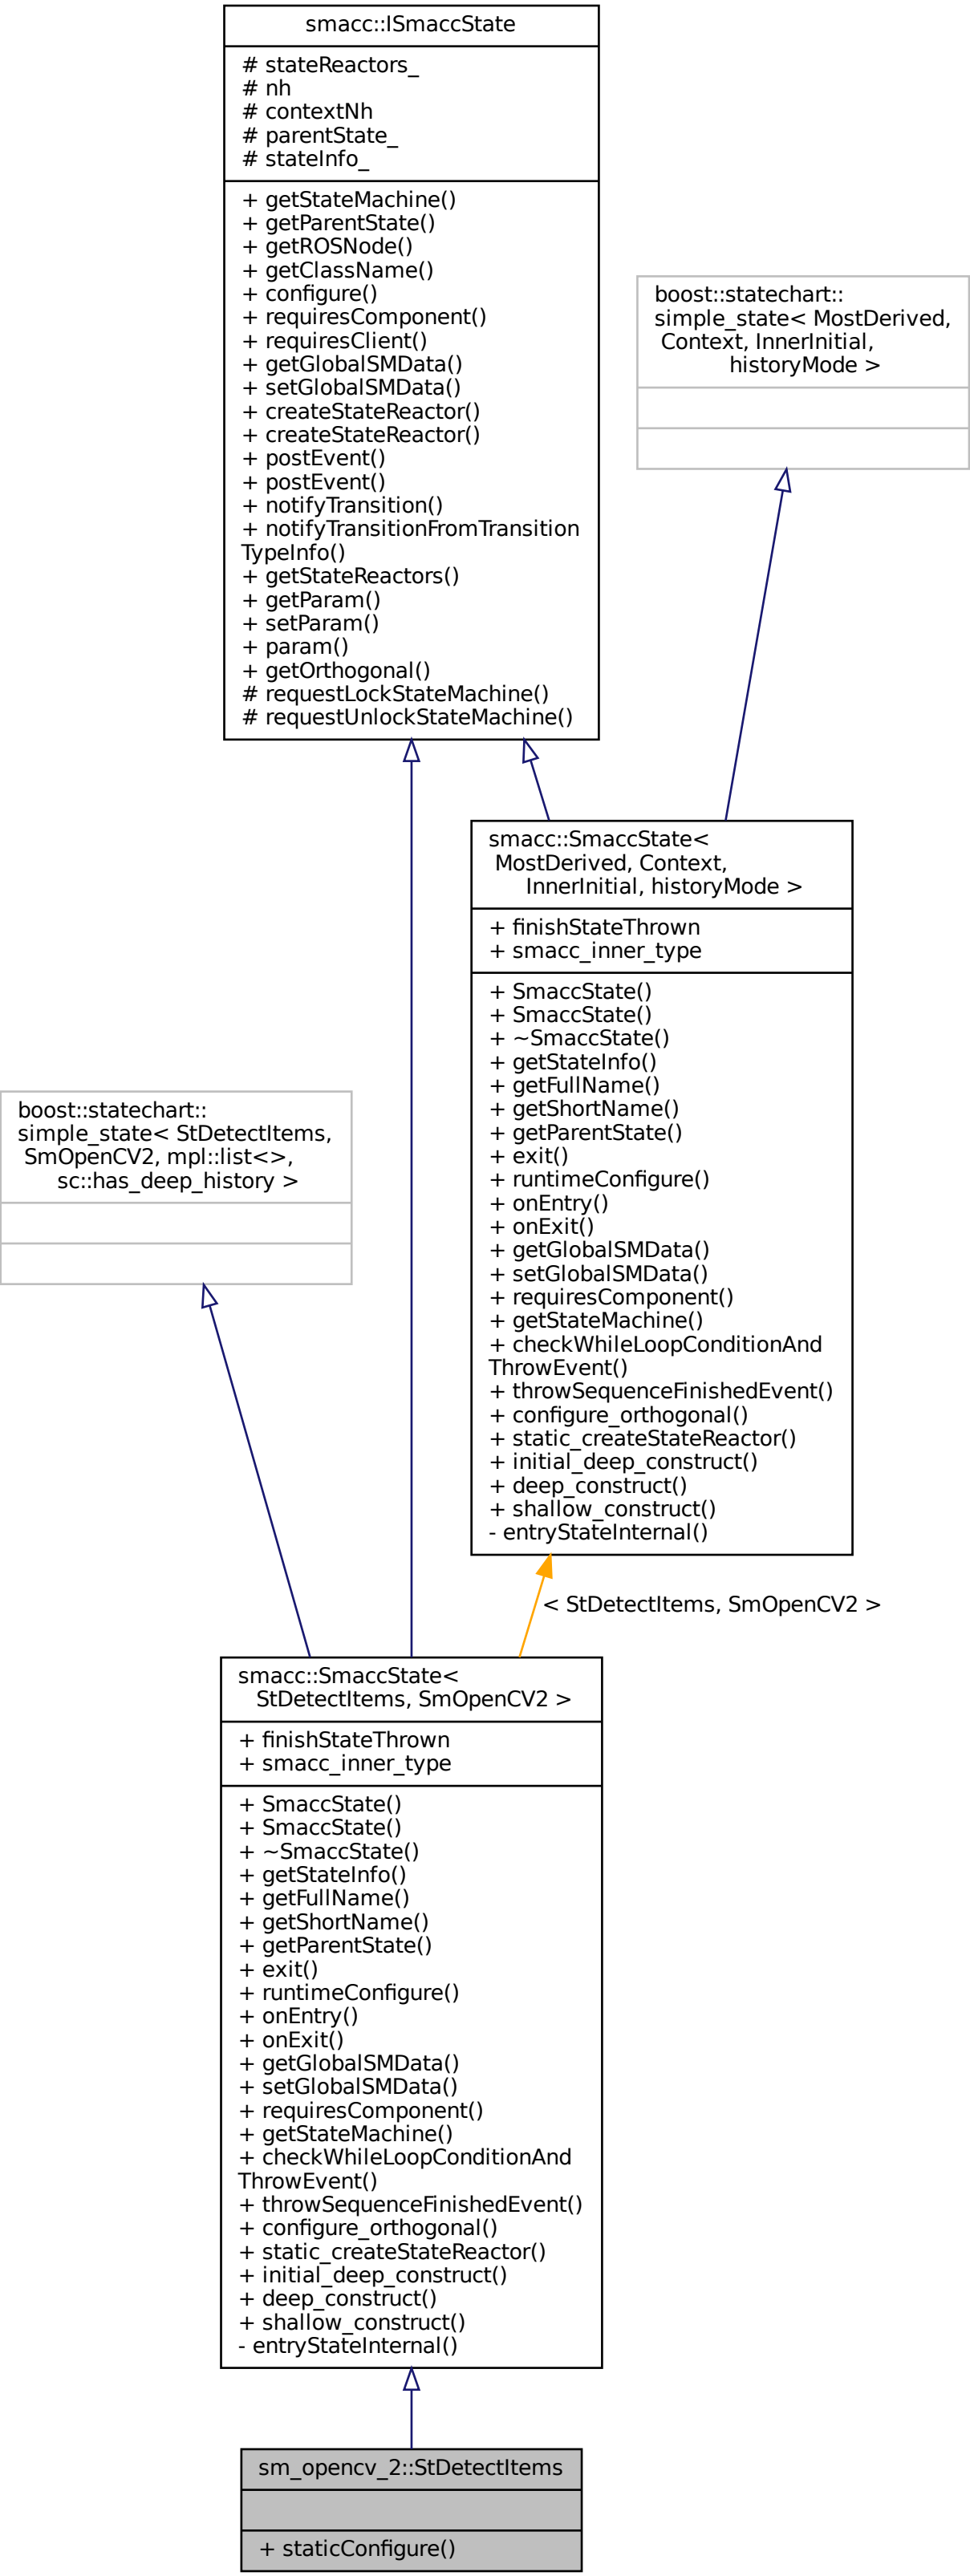 smacc::ISmaccState
# stateReactors_
# nh
# contextNh
# parentState_
# stateInfo_
+ getStateMachine()
+ getParentState()
+ getROSNode()
+ getClassName()
+ configure()
+ requiresComponent()
+ requiresClient()
+ getGlobalSMData()
+ setGlobalSMData()
+ createStateReactor()
+ createStateReactor()
+ postEvent()
+ postEvent()
+ notifyTransition()
+ notifyTransitionFromTransition
TypeInfo()
+ getStateReactors()
+ getParam()
+ setParam()
+ param()
+ getOrthogonal()
# requestLockStateMachine()
# requestUnlockStateMachine()
boost::statechart::
simple_state< MostDerived,
Context, InnerInitial,
historyMode >
smacc::SmaccState<
MostDerived, Context,
InnerInitial, historyMode >
+ finishStateThrown
+ smacc_inner_type
+ SmaccState()
+ SmaccState()
+ ~SmaccState()
+ getStateInfo()
+ getFullName()
+ getShortName()
+ getParentState()
+ exit()
+ runtimeConfigure()
+ onEntry()
+ onExit()
+ getGlobalSMData()
+ setGlobalSMData()
+ requiresComponent()
+ getStateMachine()
+ checkWhileLoopConditionAnd
ThrowEvent()
+ throwSequenceFinishedEvent()
+ configure_orthogonal()
+ static_createStateReactor()
+ initial_deep_construct()
+ deep_construct()
+ shallow_construct()
- entryStateInternal()
boost::statechart::
simple_state< StDetectItems,
SmOpenCV2, mpl::list<>,
sc::has_deep_history >
< StDetectItems, SmOpenCV2 >
smacc::SmaccState<
StDetectItems, SmOpenCV2 >
+ finishStateThrown
+ smacc_inner_type
+ SmaccState()
+ SmaccState()
+ ~SmaccState()
+ getStateInfo()
+ getFullName()
+ getShortName()
+ getParentState()
+ exit()
+ runtimeConfigure()
+ onEntry()
+ onExit()
+ getGlobalSMData()
+ setGlobalSMData()
+ requiresComponent()
+ getStateMachine()
+ checkWhileLoopConditionAnd
ThrowEvent()
+ throwSequenceFinishedEvent()
+ configure_orthogonal()
+ static_createStateReactor()
+ initial_deep_construct()
+ deep_construct()
+ shallow_construct()
- entryStateInternal()
sm_opencv_2::StDetectItems
+ staticConfigure()